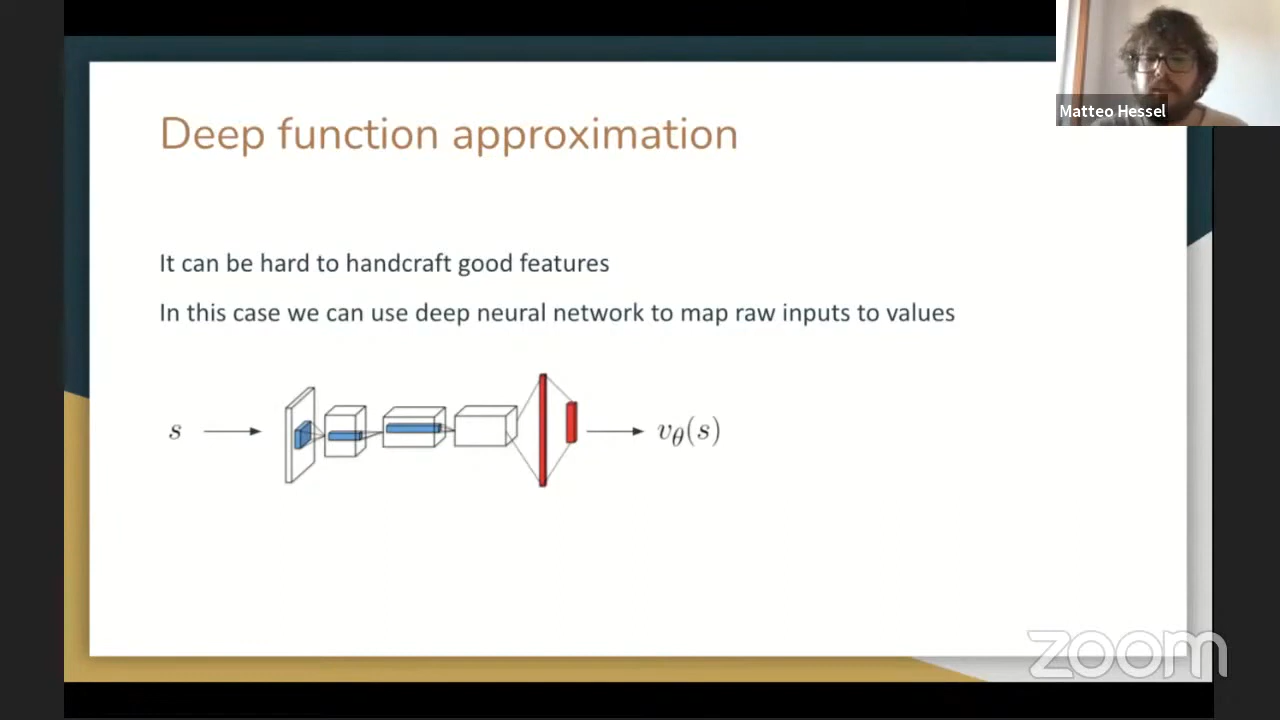 Matteo Hessel
Deep function approximation
It can be hard to handcraft good features
In this case we can use deep neural network to map raw inputs to values
s
v_θ(s)
zoom